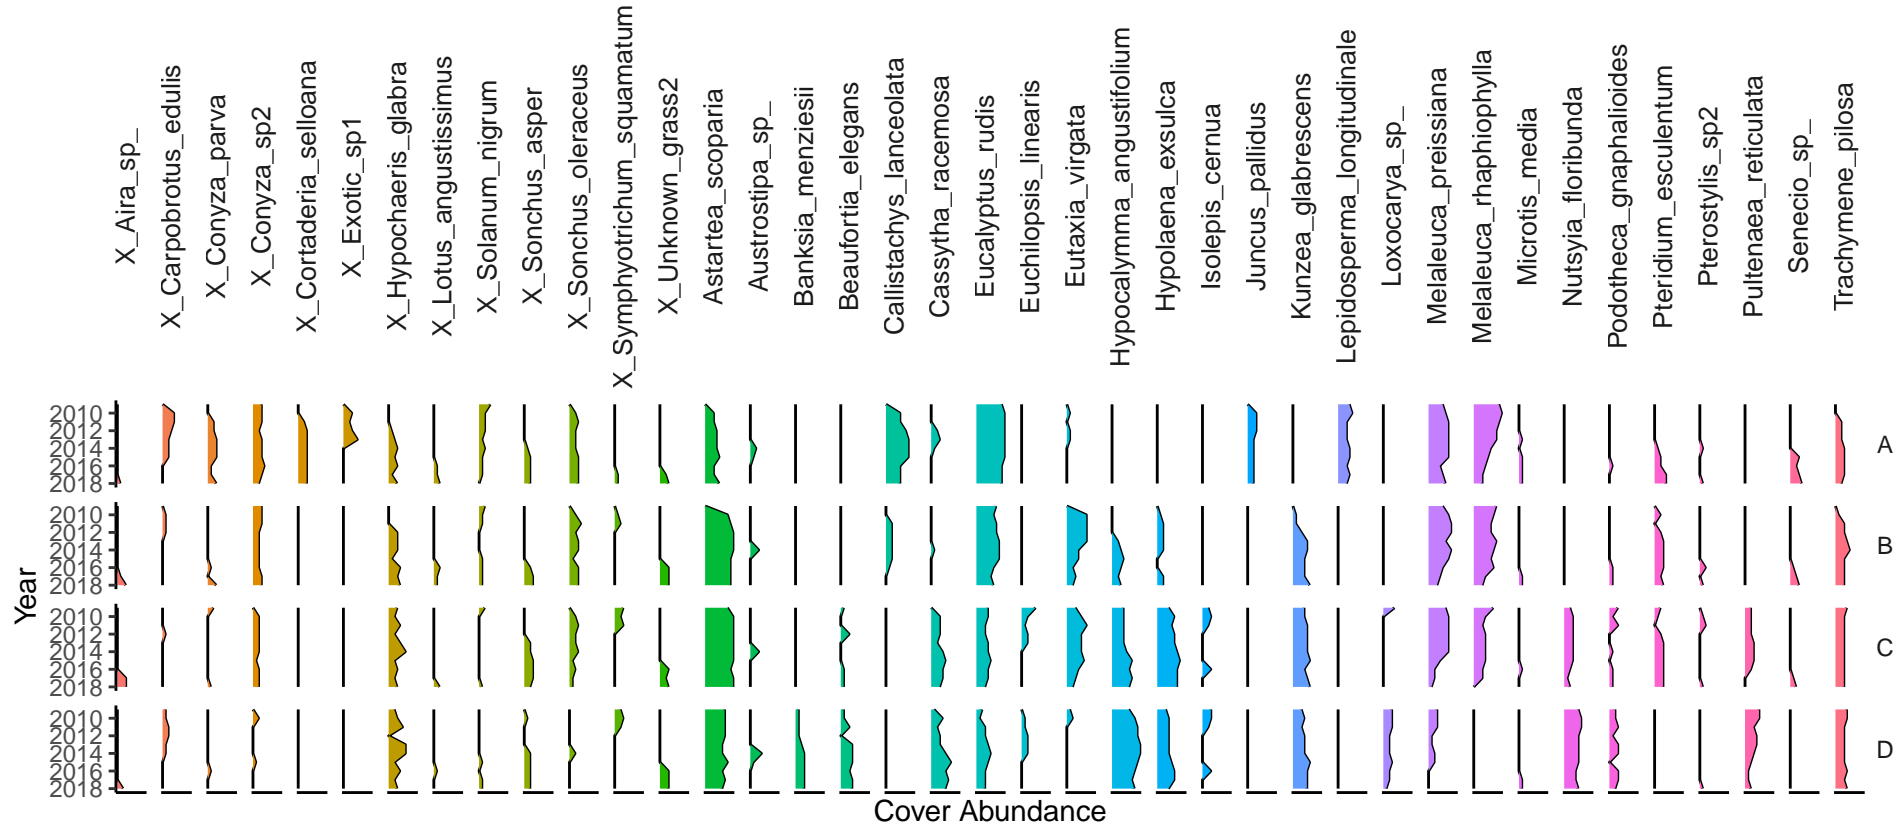 X_Aira_sp_
X_Carpobrotus_edulis
X_Conyza_parva
X_Conyza_sp2
X_Cortaderia_selloana
X_Exotic_sp1
X_Hypochaeris_glabra
X_Lotus_angustissimus
X_Solanum_nigrum
X_Sonchus_asper
X_Sonchus_oleraceus
X_Symphyotrichum_squamatum
X_Unknown_grass2
Astartea_scoparia
Austrostipa_sp_
Banksia_menziesii
Beaufortia_elegans
Callistachys_lanceolata
Cassytha_racemosa
Eucalyptus_rudis
Euchilopsis_linearis
Eutaxia_virgata
Hypocalymma_angustifolium
Hypolaena_exsulca
Isolepis_cernua
Juncus_pallidus
Kunzea_glabrescens
Lepidosperma_longitudinale
Loxocarya_sp_
Melaleuca_preissiana
Melaleuca_rhaphiophylla
Microtis_media
Nutsyia_floribunda
Podotheca_gnaphalioides
Pteridium_esculentum
Pterostylis_sp2
Pultenaea_reticulata
Senecio_sp_
Trachymene_pilosa
Year
2010
2012
2014
2016
2018
A
2010
2012
2014
2016
2018
B
2010
2012
2014
2016
2018
C
2010
2012
2014
2016
2018
D
Cover Abundance